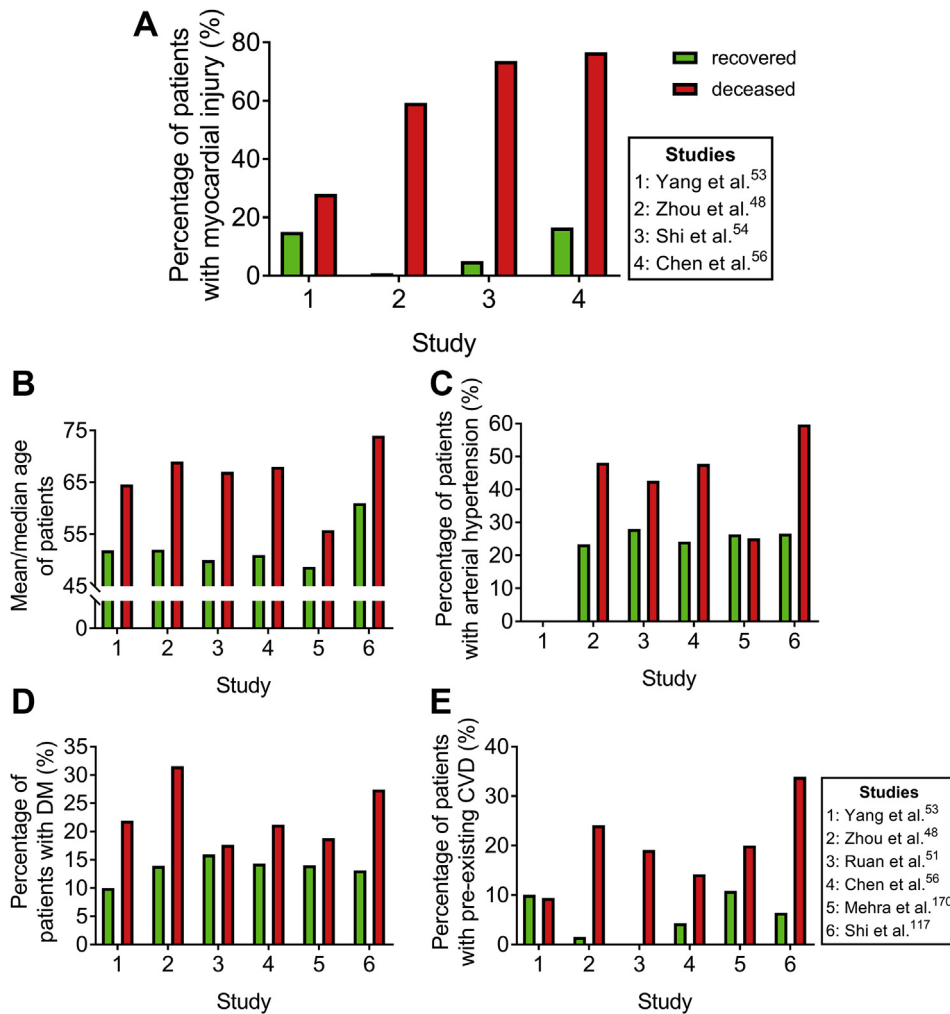 A
Percentage of patients
with myocardial injury (%)
80
60
40
20
0
1 2 3 4
Study
recovered
deceased
Studies
1: Yang et al.53
2: Zhou et al.48
3: Shi et al.54
4: Chen et al.56
B
Mean/median age
of patients
75
65
55
45
0
1 2 3 4 5 6
Study
C
Percentage of patients
with arterial hypertension (%)
60
50
40
30
20
10
0
1 2 3 4 5 6
Study
D
Percentage of
patients with DM (%)
35
30
25
20
15
10
5
0
1 2 3 4 5 6
Study
E
Percentage of patients
with pre-existing CVD (%)
40
30
20
10
0
1 2 3 4 5 6
Study
Studies
1: Yang et al.53
2: Zhou et al.48
3: Ruan et al.51
4: Chen et al.56
5: Mehra et al.170
6: Shi et al.117